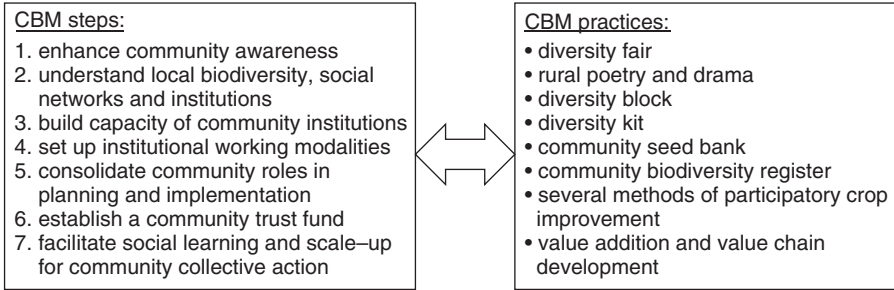 CBM steps:
1. enhance community awareness
2. understand local biodiversity, social
networks and institutions
3. build capacity of community institutions
4. set up institutional working modalities
5. consolidate community roles in
planning and implementation
6. establish a community trust fund
7. facilitate social learning and scale–up
for community collective action
CBM practices:
• diversity fair
• rural poetry and drama
• diversity block
• diversity kit
• community seed bank
• community biodiversity register
• several methods of participatory crop
improvement
• value addition and value chain
development